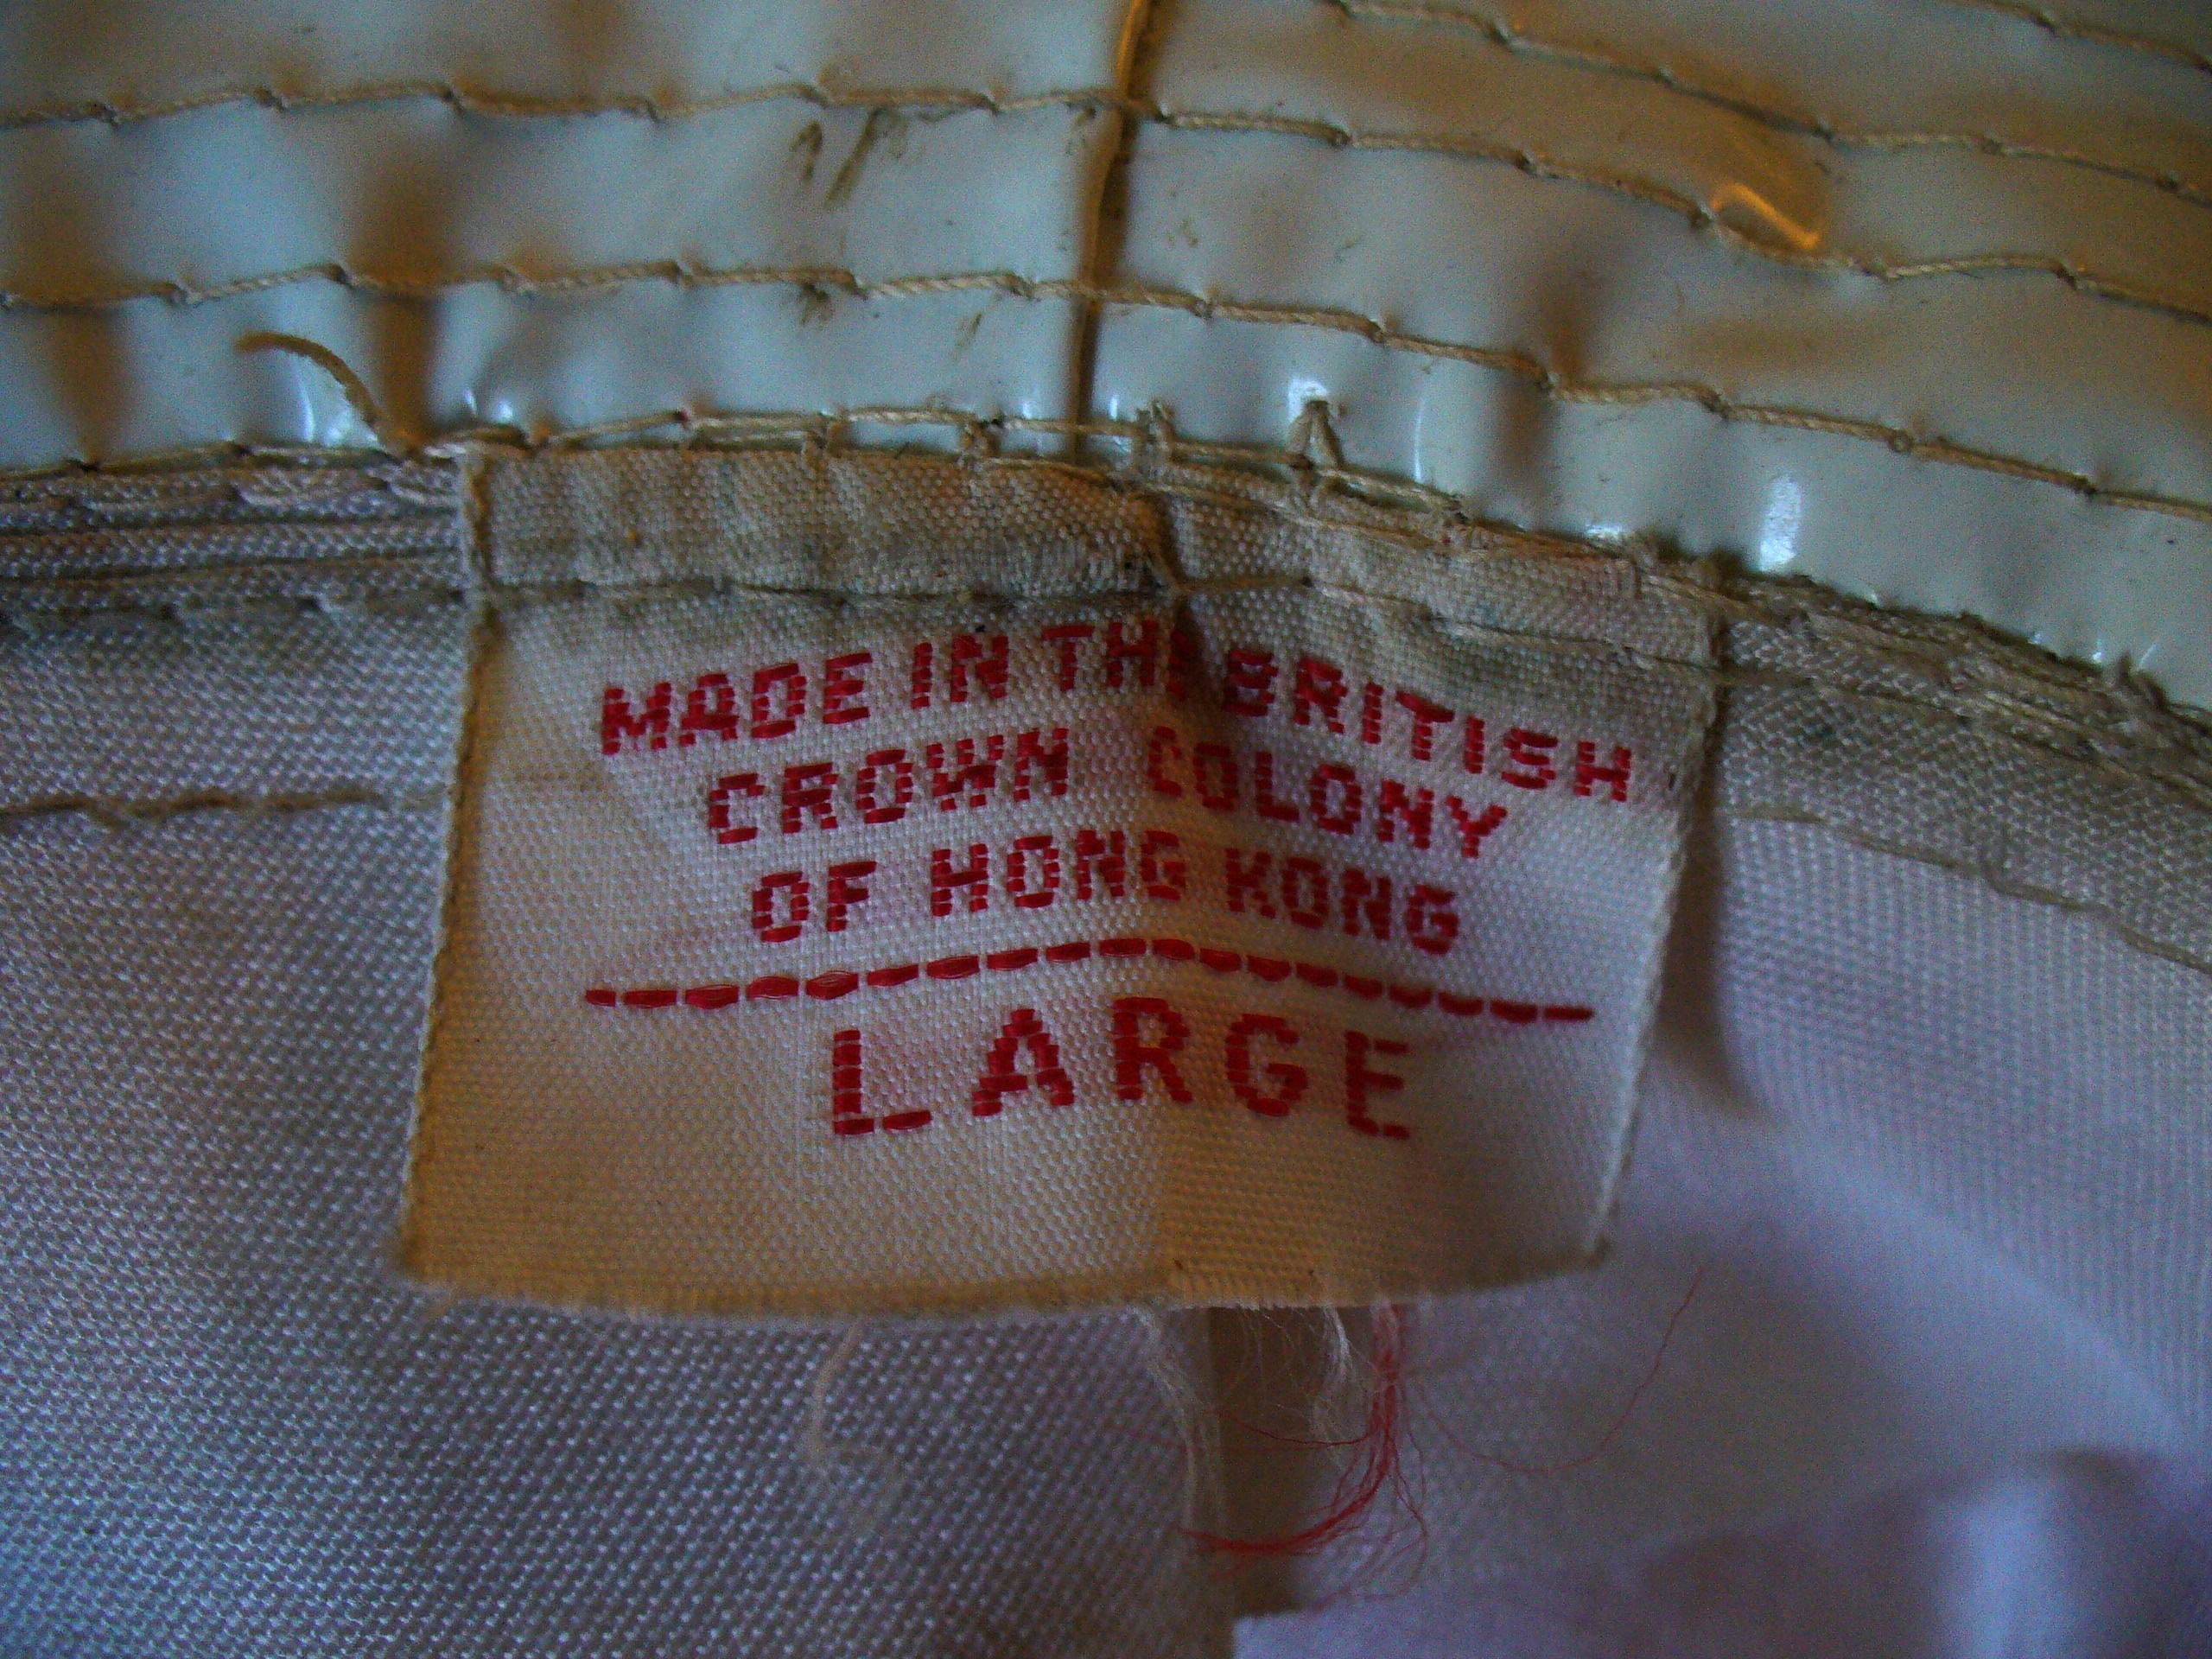 MADE IN THE BRITISH
CROWN COLONY
OF HONG KONG
LARGE